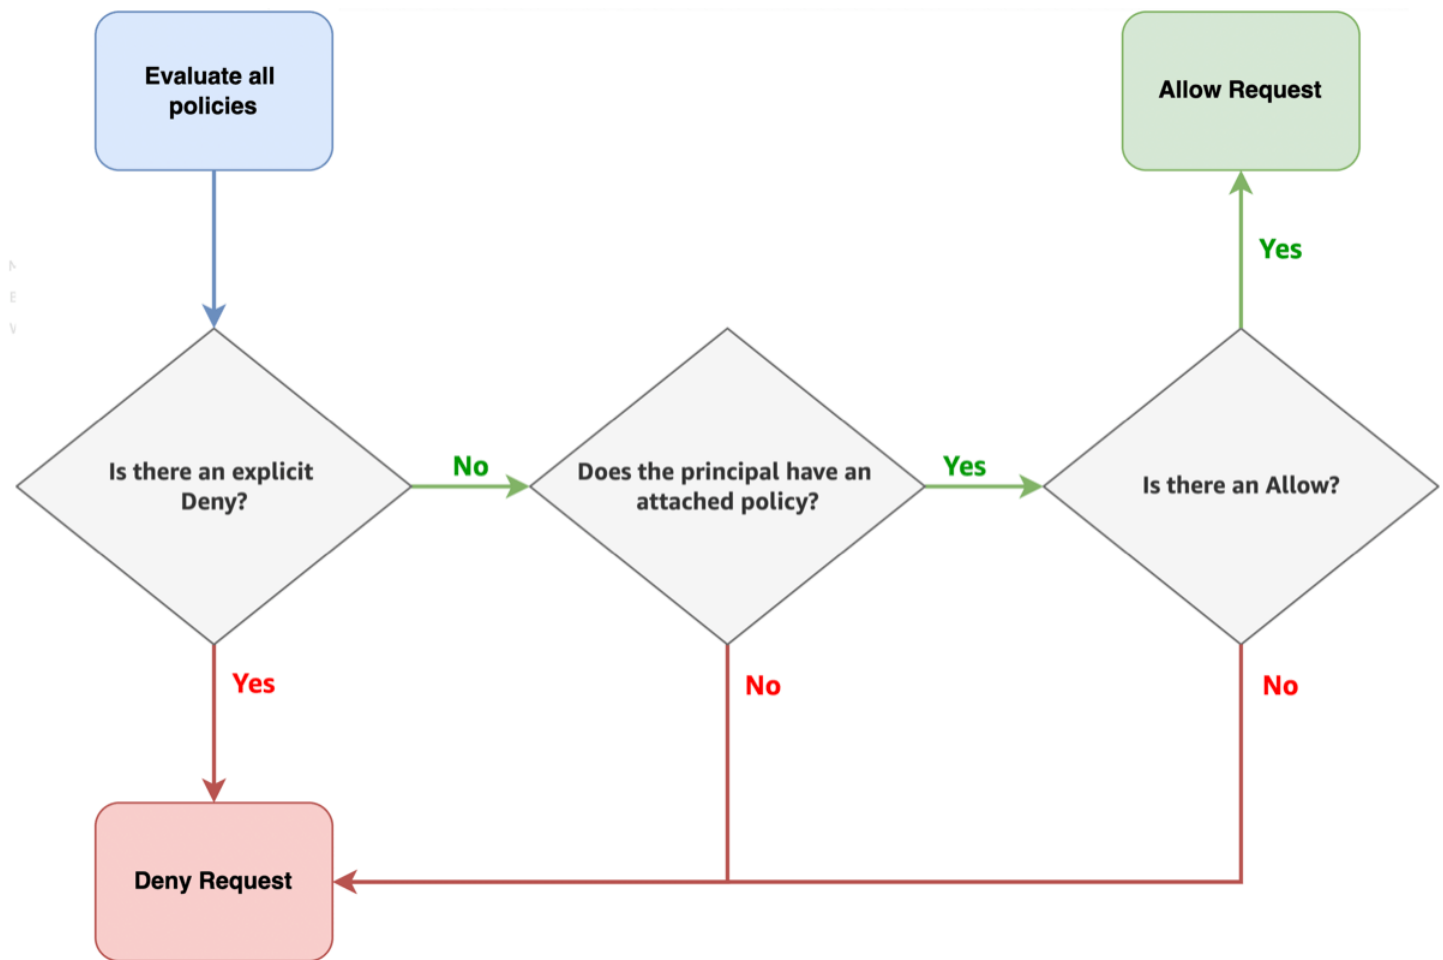 Evaluate all
policies
Allow Request
Yes
Is there an explicit
Deny?
No
Does the principal have an
attached policy?
Yes
Is there an Allow?
Yes
No
No
Deny Request